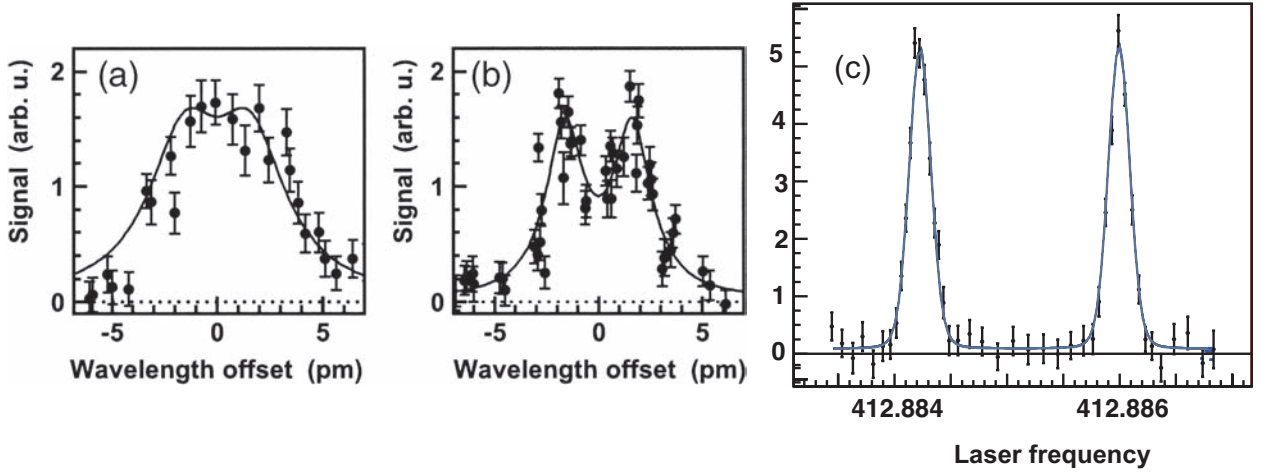 (a)
Signal (arb. u.)
2
1
0
-5 0 5
Wavelength offset (pm)
(b)
Signal (arb. u.)
2
1
0
-5 0 5
Wavelength offset (pm)
(c)
5
4
3
2
1
0
412.884 412.886
Laser frequency